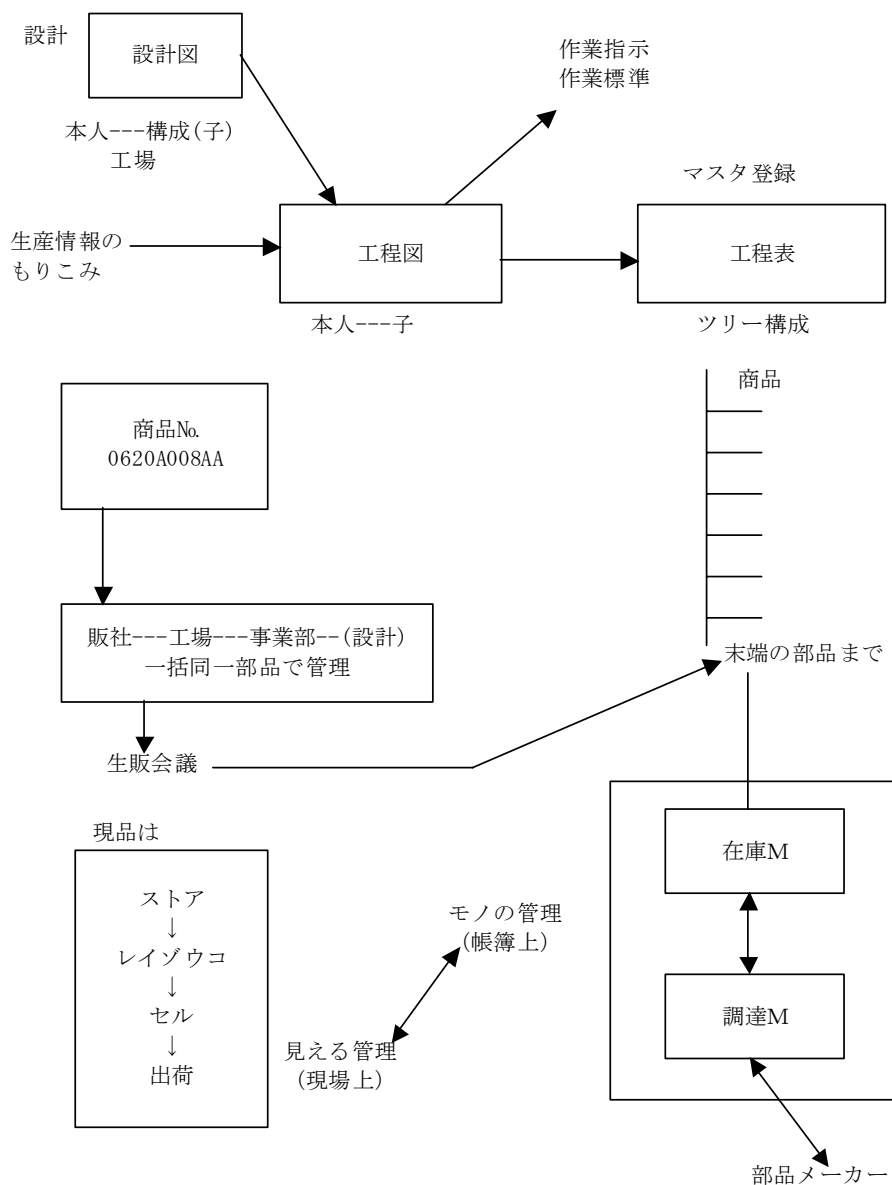 設計
設計図
作業指示
作業標準
本人---構成(子)
工場
マスタ登録
生産情報の
もりこみ
工程図
工程表
本人---子
ツリー構成
商品
商品№
0620A008AA
販社---工場---事業部--(設計)
一括同一部品で管理
末端の部品まで
生販会議
現品は
在庫M
ストア
↓
レイゾウコ
↓
セル
↓
出荷
モノの管理
(帳簿上)
調達M
見える管理
(現場上)
部品メーカー